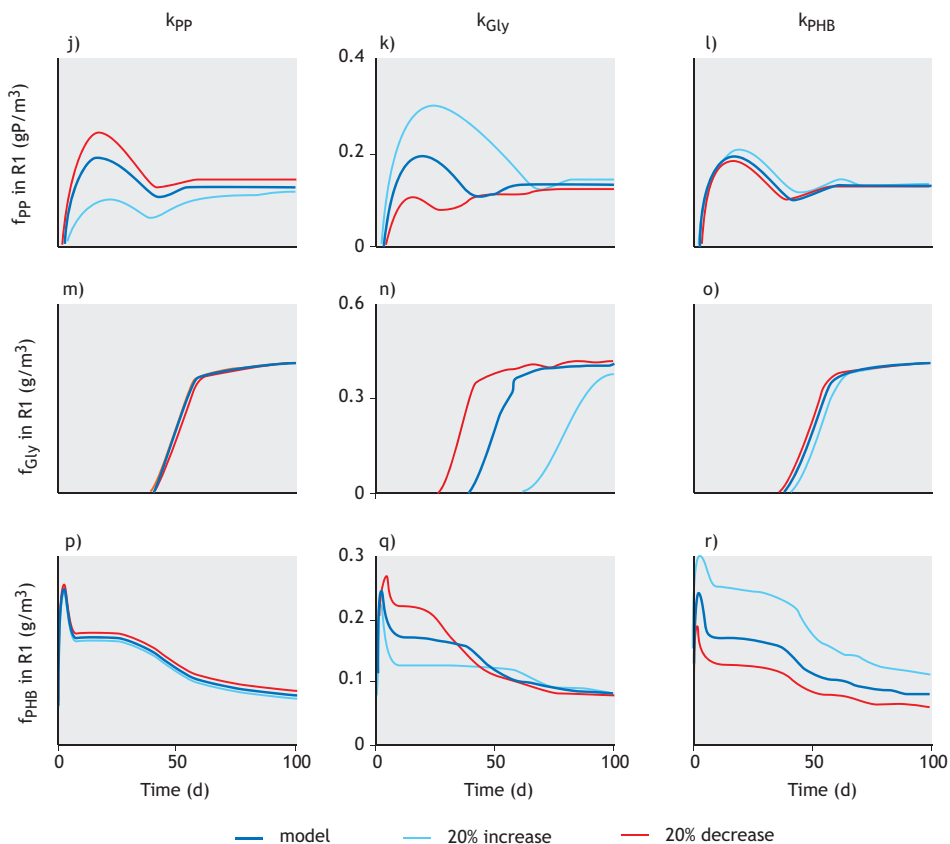 kPP kGly kPHB
j) k) l)
fPP in R1 (gP/m³)
0.4
0.2
0
m) n) o)
fGly in R1 (g/m³)
0.6
0.3
0
p) q) r)
fPHB in R1 (g/m³)
0.3
0.2
0.1
0
0 50 100 0 50 100 0 50 100
Time (d) Time (d) Time (d)
model 20% increase 20% decrease